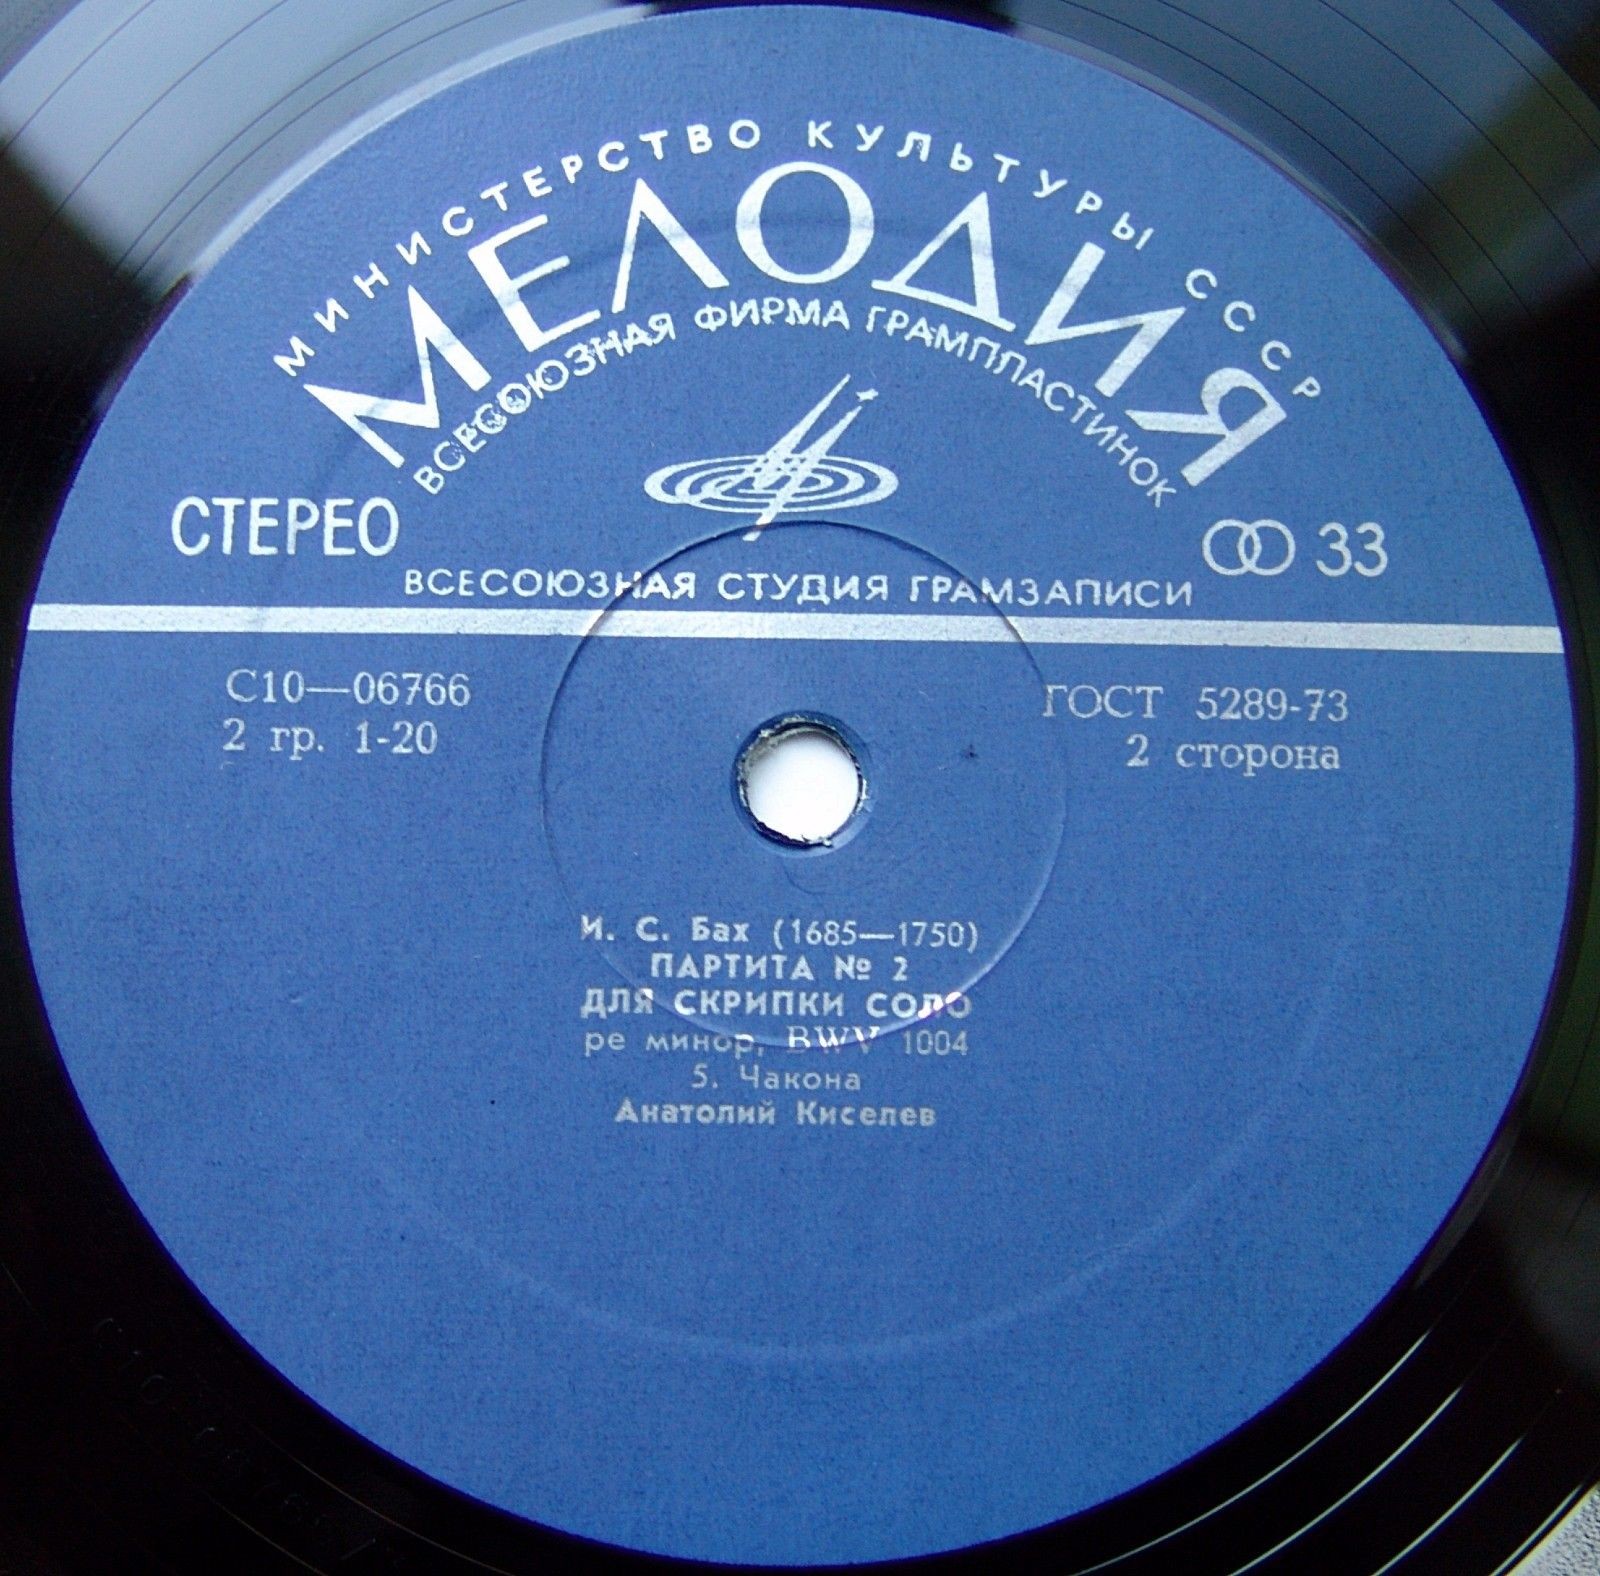 МИНИСТЕРСТВО КУЛЬТУРЫ СССР
МЕЛОДИЯ
ВСЕСОЮЗНАЯ ФИРМА ГРАМПЛАСТИНОК
СТЕРЕО
33
ВСЕСОЮЗНАЯ СТУДИЯ ГРАМЗАПИСИ
С10—06766
ГОСТ 5289-73
2 гр. 1-20
2 сторона
И. С. Бах (1685—1750)
ПАРТИТА № 2
ДЛЯ СКРИПКИ СОЛО
ре минор, BWV 1004
5. Чакона
Анатолий Киселев